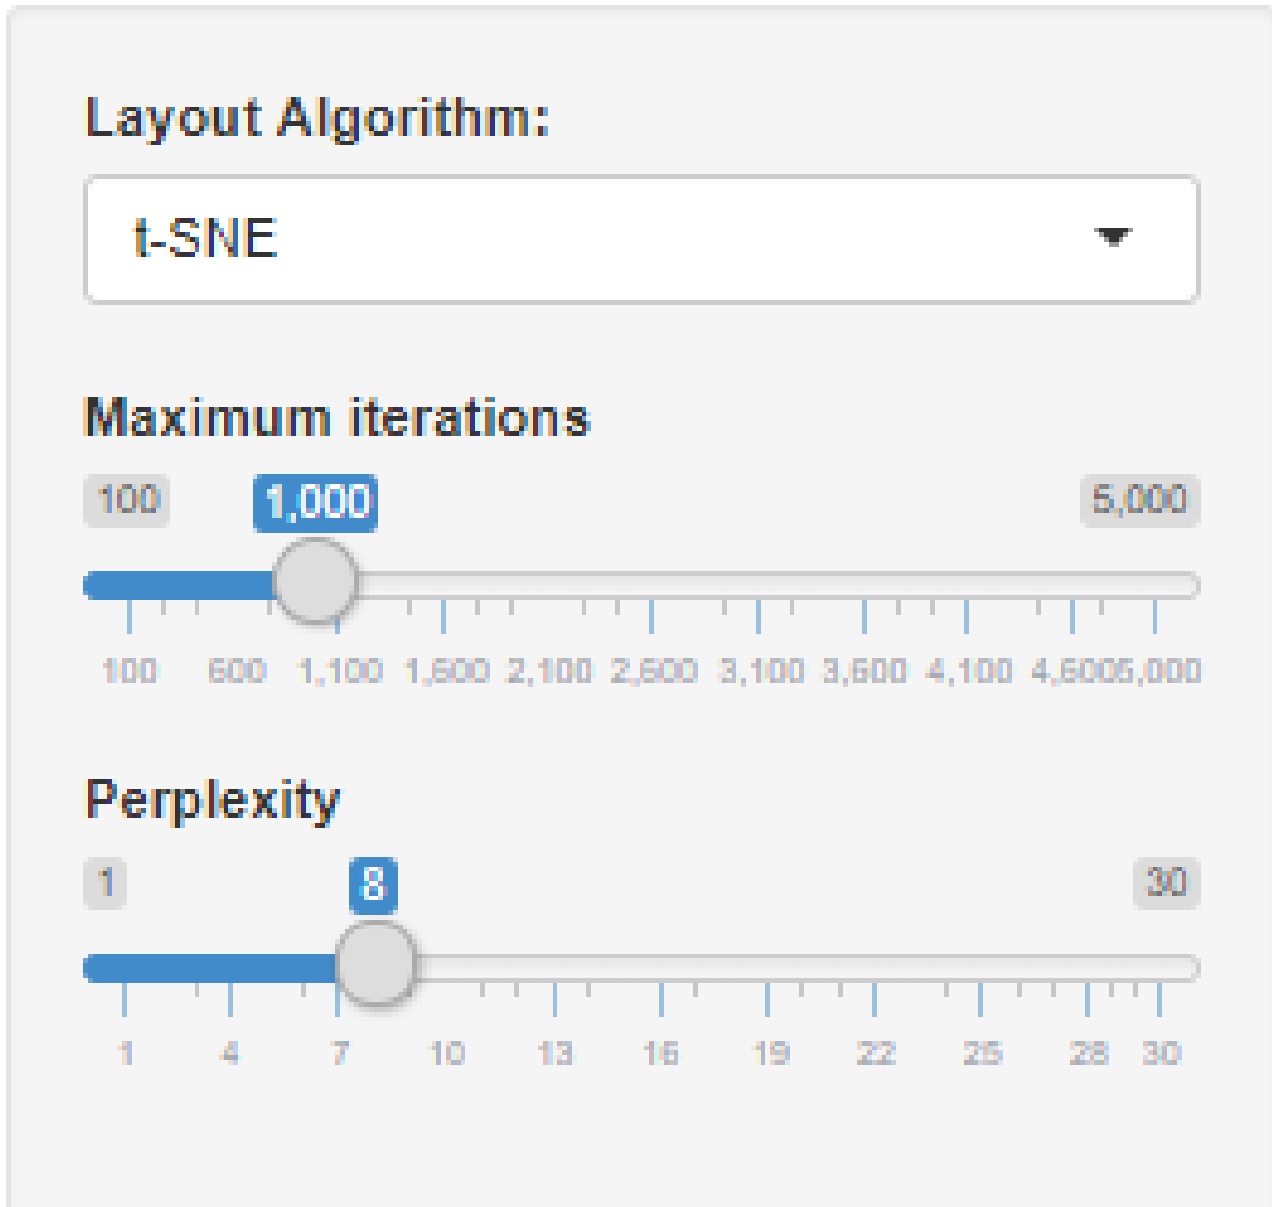 Layout Algorithm:
t-SNE
Maximum iterations
100 1,000 5,000
100 600 1,100 1,600 2,100 2,600 3,100 3,600 4,100 4,600 5,000
Perplexity
1 8 30
1 4 7 10 13 16 19 22 25 28 30